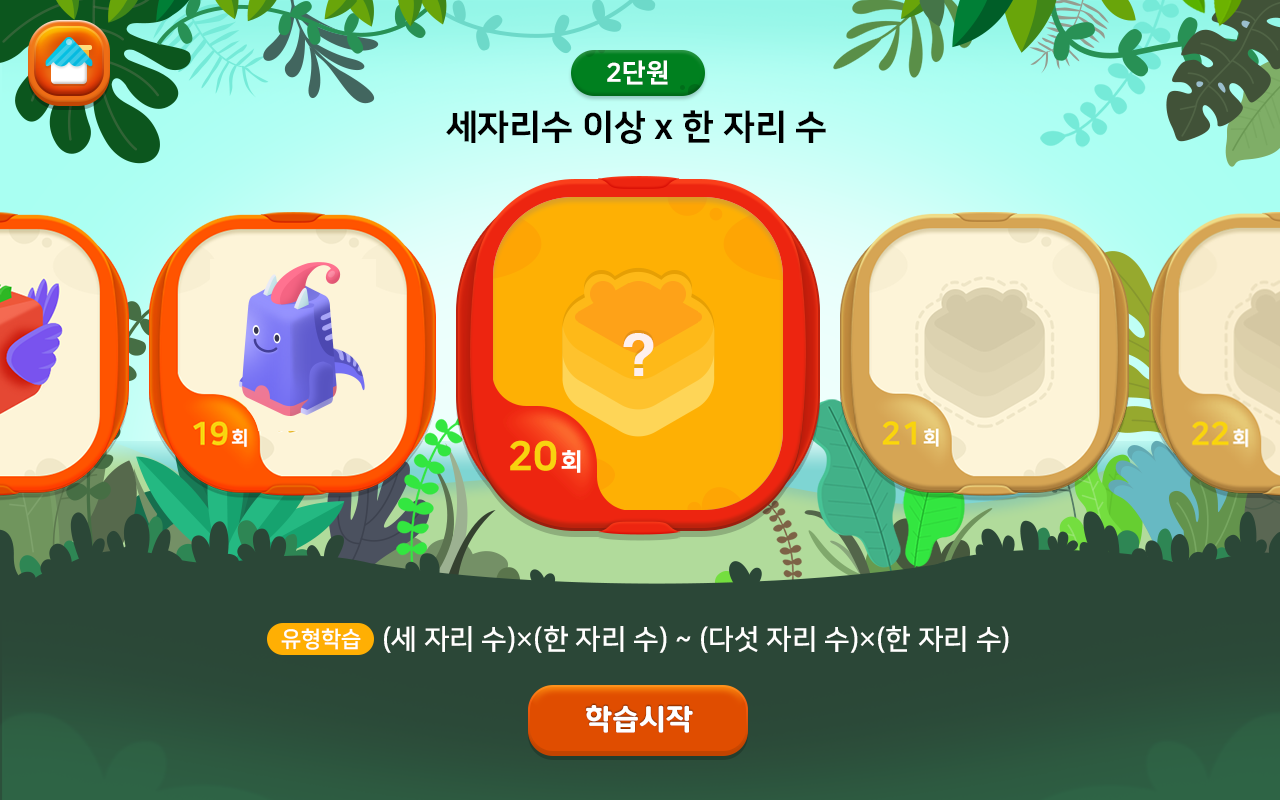 2단원
세자리수 이상 x 한 자리 수
?
19회
20회
21회
22회
유형학습 (세 자리 수)×(한 자리 수) ~ (다섯 자리 수)×(한 자리 수)
학습시작